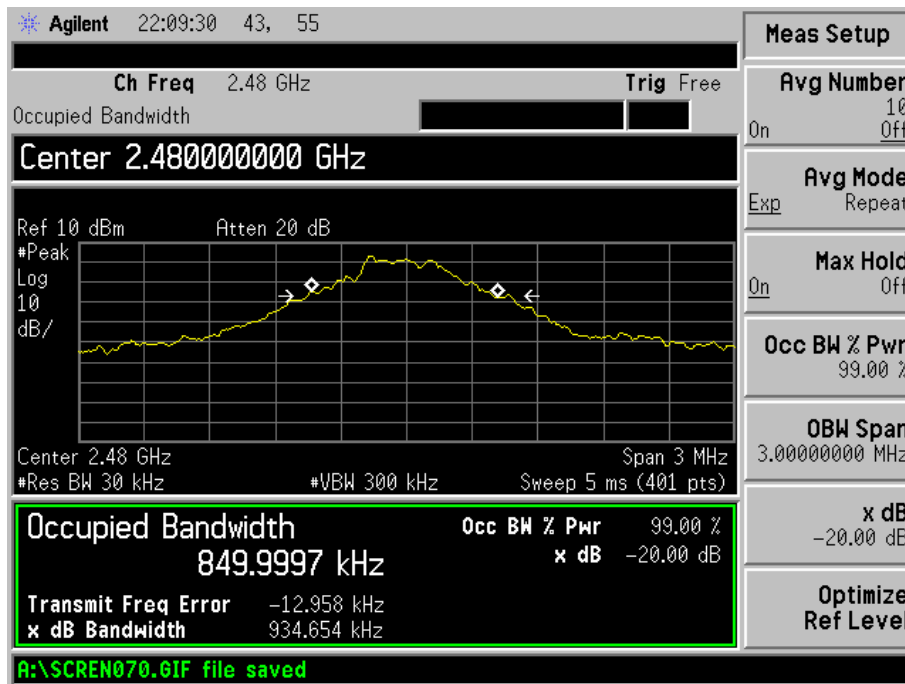 Agilent 22:09:30 43, 55
Ch Freq 2.48 GHz Trig Free
Occupied Bandwidth
Center 2.480000000 GHz
Ref 10 dBm Atten 20 dB
#Peak
Log
10
dB/
Center 2.48 GHz Span 3 MHz
#Res BW 30 kHz #VBW 300 kHz Sweep 5 ms (401 pts)
Occupied Bandwidth Occ BW % Pwr 99.00 %
849.9997 kHz x dB -20.00 dB
Transmit Freq Error -12.958 kHz
x dB Bandwidth 934.654 kHz
A:\SCREN070.GIF file saved
Meas Setup
Avg Number
10
On Off
Avg Mode
Exp Repeat
Max Hold
On Off
Occ BW % Pwr
99.00 %
OBW Span
3.00000000 MHz
x dB
-20.00 dB
Optimize
Ref Level